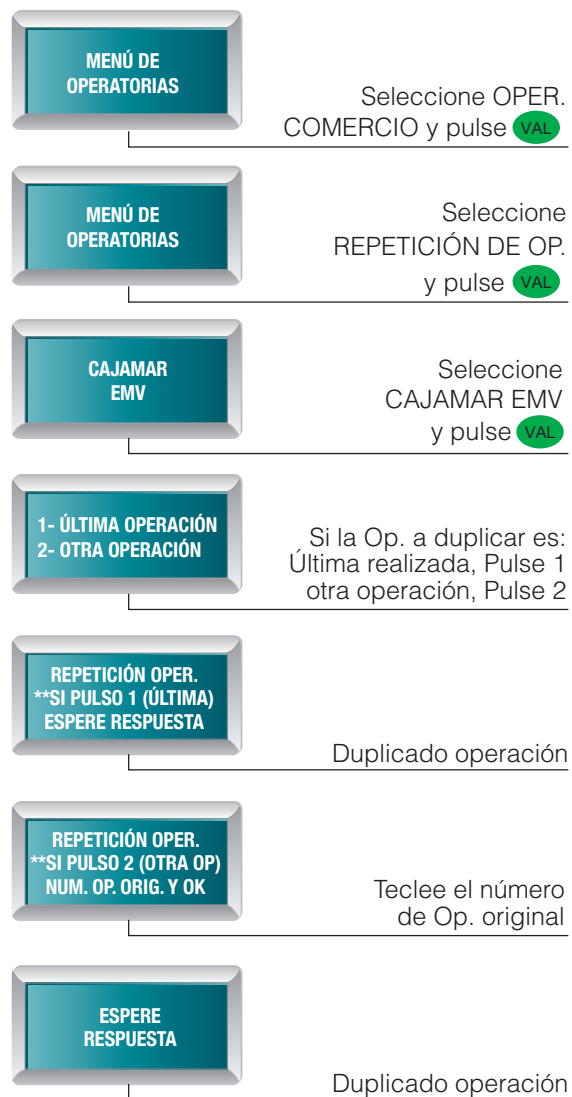 MENÚ DE
OPERATORIAS
Seleccione OPER.
COMERCIO y pulse VAL
MENÚ DE
OPERATORIAS
Seleccione
REPETICIÓN DE OP.
y pulse VAL
CAJAMAR
EMV
Seleccione
CAJAMAR EMV
y pulse VAL
1- ÚLTIMA OPERACIÓN
2- OTRA OPERACIÓN
Si la Op. a duplicar es:
Última realizada, Pulse 1
otra operación, Pulse 2
REPETICIÓN OPER.
**SI PULSO 1 (ÚLTIMA)
ESPERE RESPUESTA
Duplicado operación
REPETICIÓN OPER.
**SI PULSO 2 (OTRA OP)
NUM. OP. ORIG. Y OK
Teclee el número
de Op. original
ESPERE
RESPUESTA
Duplicado operación